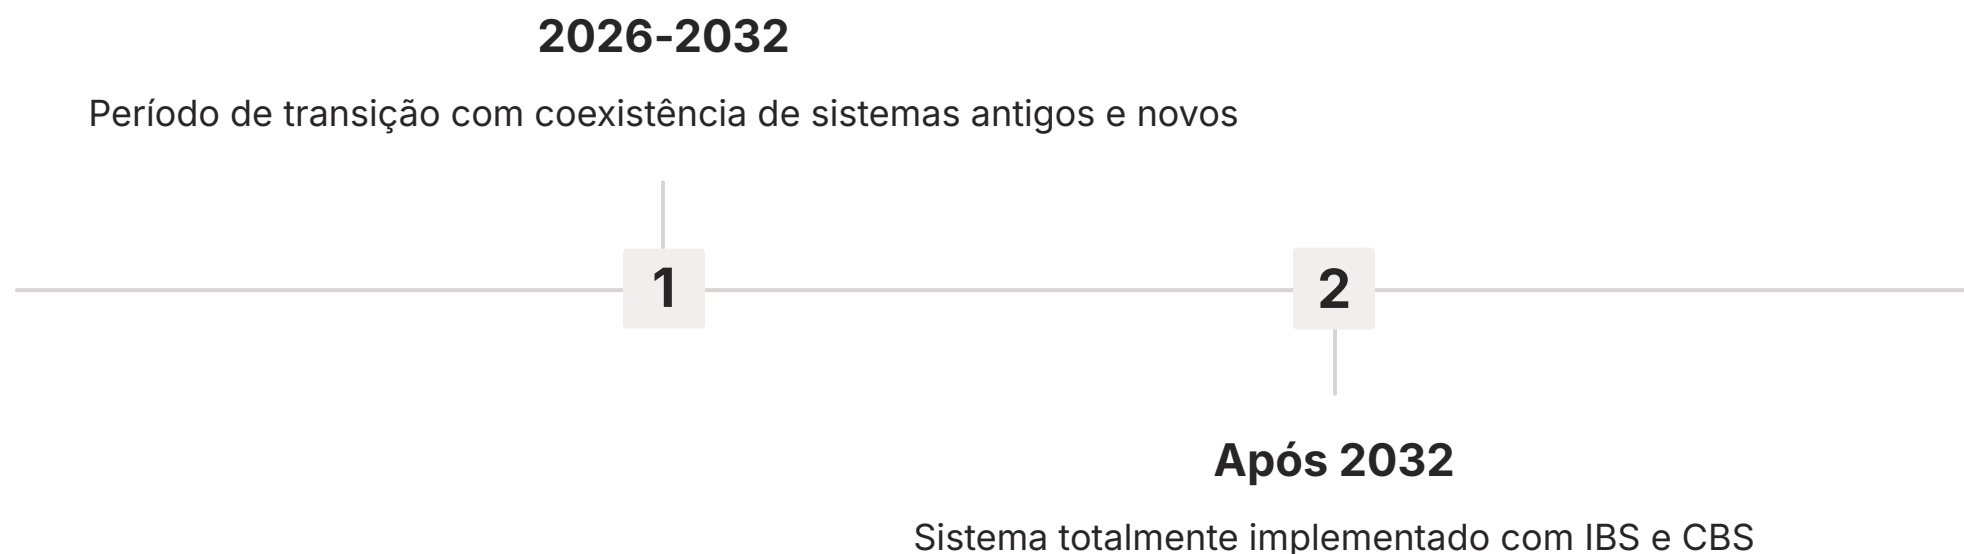 2026-2032
Período de transição com coexistência de sistemas antigos e novos
1
2
Após 2032
Sistema totalmente implementado com IBS e CBS